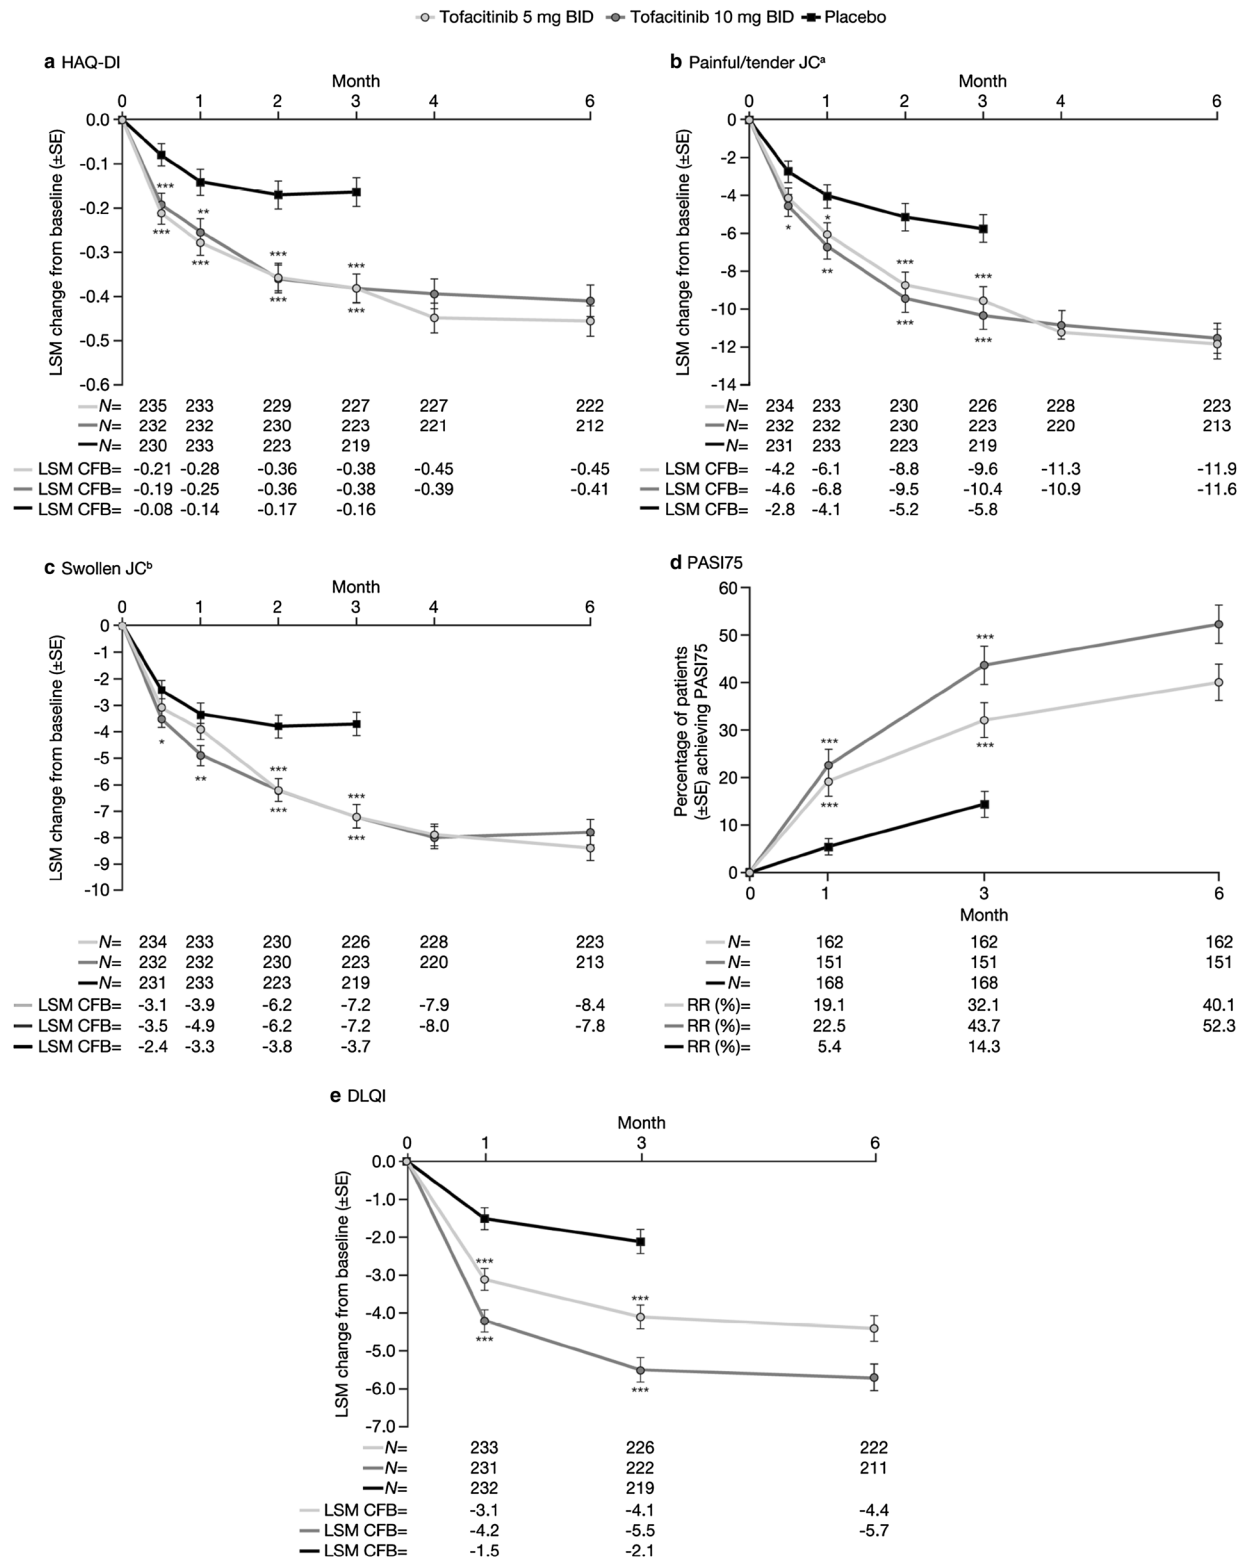 Tofacitinib 5 mg BID Tofacitinib 10 mg BID Placebo
a HAQ-DI
Month
0 1 2 3 4 6
0.0
-0.1
-0.2
-0.3
-0.4
-0.5
-0.6
LSM change from baseline (±SE)
***
***
**
***
***
***
***
***
N= 235 233 229 227 227 222
N= 232 232 230 223 221 212
N= 230 233 223 219
LSM CFB= -0.21 -0.28 -0.36 -0.38 -0.45 -0.45
LSM CFB= -0.19 -0.25 -0.36 -0.38 -0.39 -0.41
LSM CFB= -0.08 -0.14 -0.17 -0.16
b Painful/tender JCᵃ
Month
0 1 2 3 4 6
0
-2
-4
-6
-8
-10
-12
-14
LSM change from baseline (±SE)
*
*
**
***
***
***
***
N= 234 233 230 226 228 223
N= 232 232 230 223 220 213
N= 231 233 223 219
LSM CFB= -4.2 -6.1 -8.8 -9.6 -11.3 -11.9
LSM CFB= -4.6 -6.8 -9.5 -10.4 -10.9 -11.6
LSM CFB= -2.8 -4.1 -5.2 -5.8
c Swollen JCᵇ
Month
0 1 2 3 4 6
0
-1
-2
-3
-4
-5
-6
-7
-8
-9
-10
LSM change from baseline (±SE)
*
**
***
***
***
***
N= 234 233 230 226 228 223
N= 232 232 230 223 220 213
N= 231 233 223 219
LSM CFB= -3.1 -3.9 -6.2 -7.2 -7.9 -8.4
LSM CFB= -3.5 -4.9 -6.2 -7.2 -8.0 -7.8
LSM CFB= -2.4 -3.3 -3.8 -3.7
d PASI75
60
50
40
30
20
10
0
Percentage of patients
(±SE) achieving PASI75
***
***
***
***
0 1 3 6
Month
N= 162 162 162
N= 151 151 151
N= 168 168
RR (%)= 19.1 32.1 40.1
RR (%)= 22.5 43.7 52.3
RR (%)= 5.4 14.3
e DLQI
Month
0 1 3 6
0.0
-1.0
-2.0
-3.0
-4.0
-5.0
-6.0
-7.0
LSM change from baseline (±SE)
***
***
***
***
N= 233 226 222
N= 231 222 211
N= 232 219
LSM CFB= -3.1 -4.1 -4.4
LSM CFB= -4.2 -5.5 -5.7
LSM CFB= -1.5 -2.1